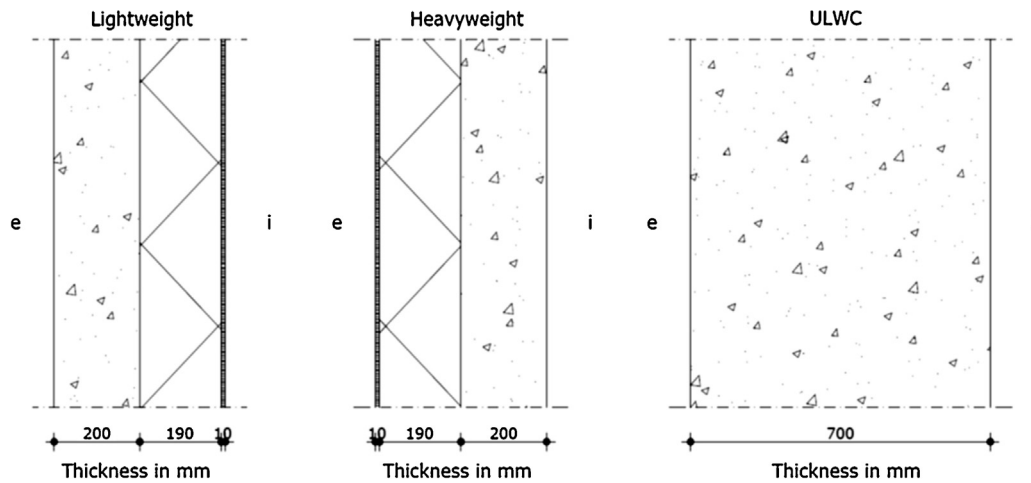 Lightweight
Heavyweight
ULWC
e
i
e
i
e
200 190 10
10 190 200
700
Thickness in mm
Thickness in mm
Thickness in mm